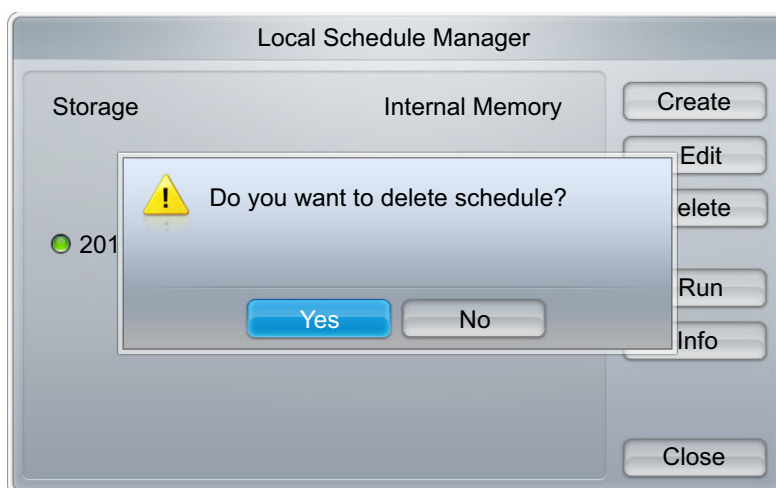 Local Schedule Manager
Storage Internal Memory Create
Edit
Do you want to delete schedule?
elete
201
Run
Yes No
Info
Close